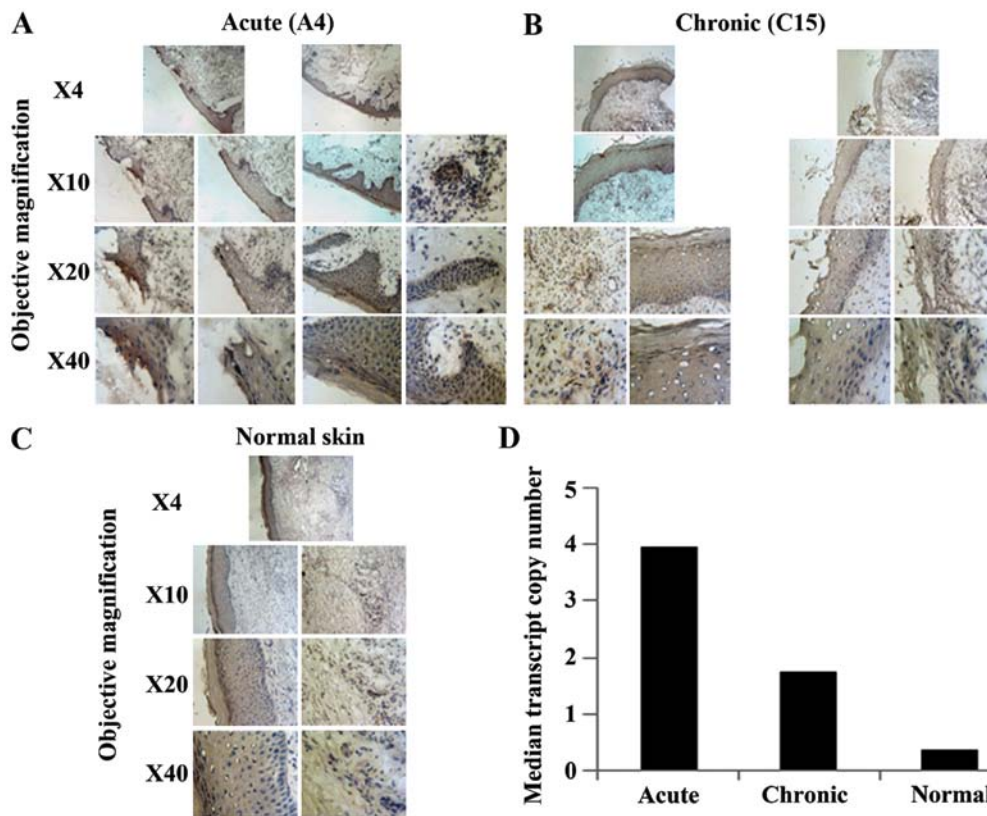 A
Acute (A4)
B
Chronic (C15)
Objective magnification
X4
X10
X20
X40
C
Normal skin
Objective magnification
X4
X10
X20
X40
D
Median transcript copy number
5
4
3
2
1
0
Acute
Chronic
Normal